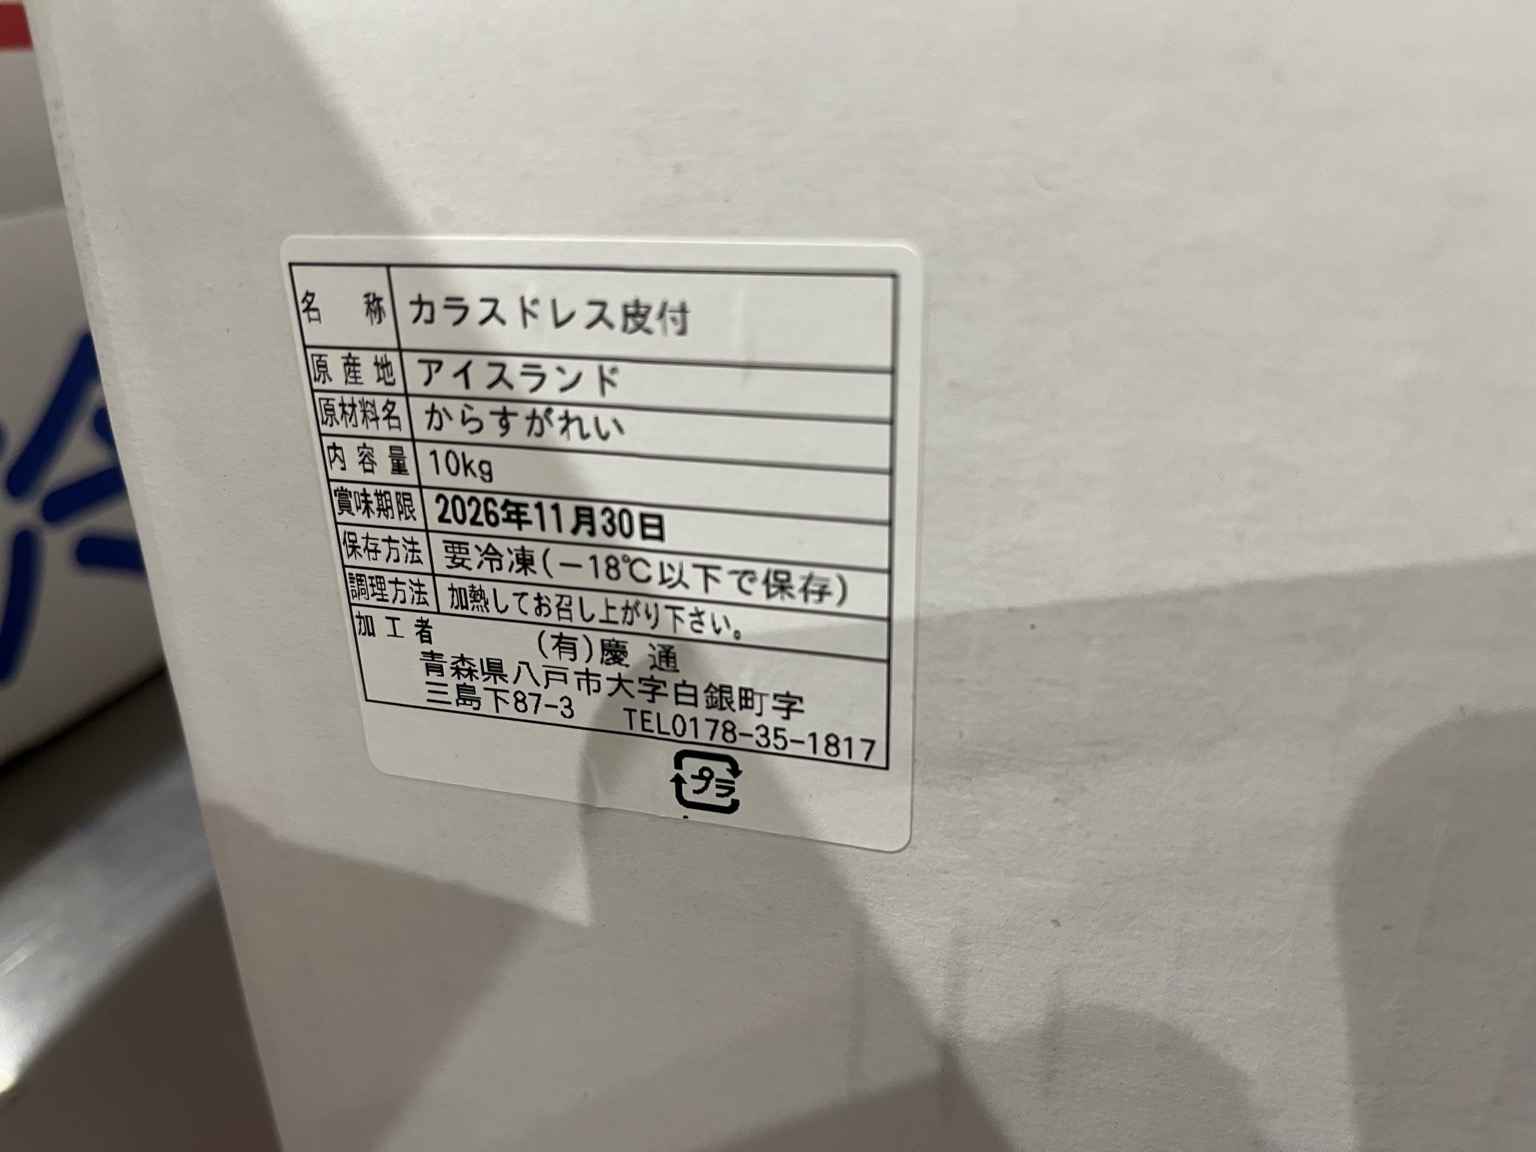 名 称 カラスドレス皮付
原産地 アイスランド
原材料名 からすがれい
内容量 10kg
賞味期限 2026年11月30日
保存方法 要冷凍(-18℃以下で保存)
調理方法 加熱してお召し上がり下さい。
加工者 (有)慶通
青森県八戸市大字白銀町字
三島下87-3 TEL0178-35-1817
プラ